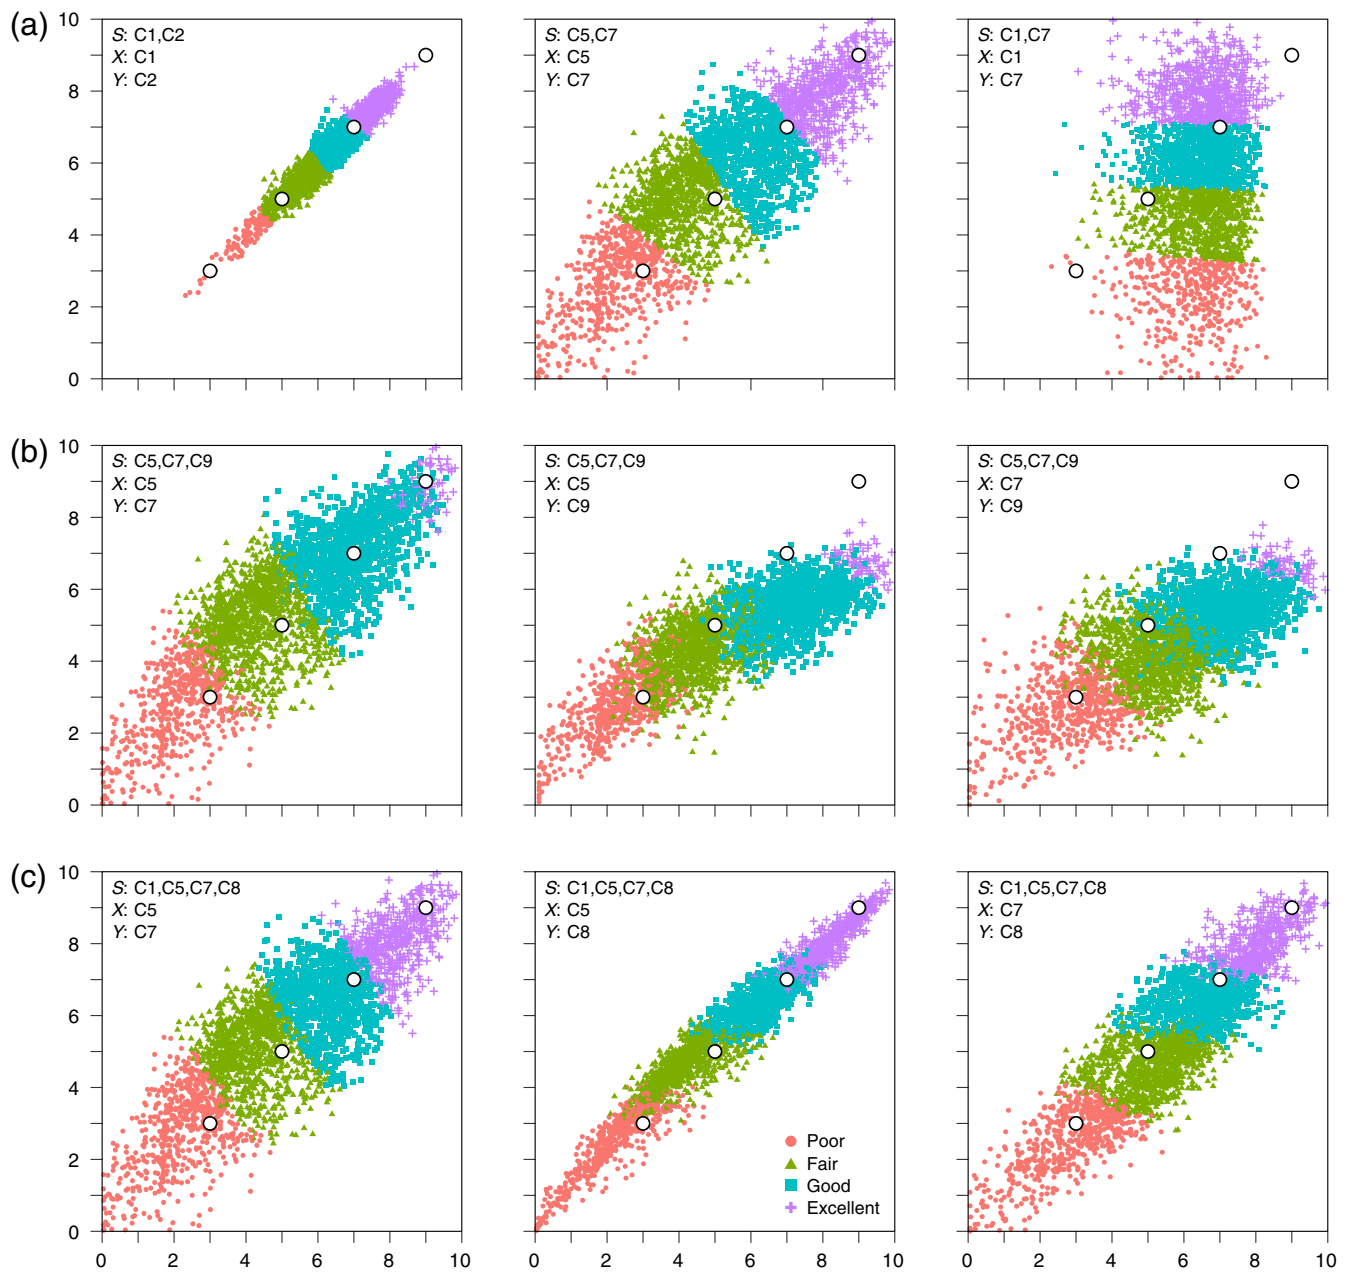 (a)
S: C1,C2
X: C1
Y: C2
S: C5,C7
X: C5
Y: C7
S: C1,C7
X: C1
Y: C7
10
8
6
4
2
0
(b)
S: C5,C7,C9
X: C5
Y: C7
S: C5,C7,C9
X: C5
Y: C9
S: C5,C7,C9
X: C7
Y: C9
10
8
6
4
2
0
(c)
S: C1,C5,C7,C8
X: C5
Y: C7
S: C1,C5,C7,C8
X: C5
Y: C8
S: C1,C5,C7,C8
X: C7
Y: C8
10
8
6
4
2
0
Poor
Fair
Good
Excellent
0 2 4 6 8 10
0 2 4 6 8 10
0 2 4 6 8 10